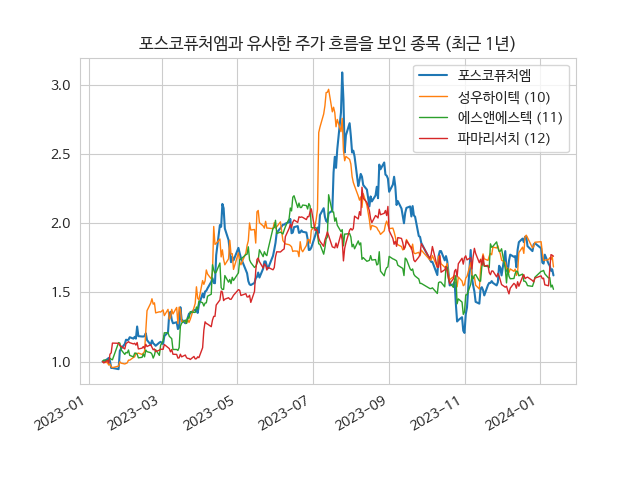 포스코퓨처엠과 유사한 주가 흐름을 보인 종목 (최근 1년)
포스코퓨처엠
성우하이텍 (10)
에스앤에스텍 (11)
파마리서치 (12)
3.0
2.5
2.0
1.5
1.0
2023-01
2023-03
2023-05
2023-07
2023-09
2023-11
2024-01